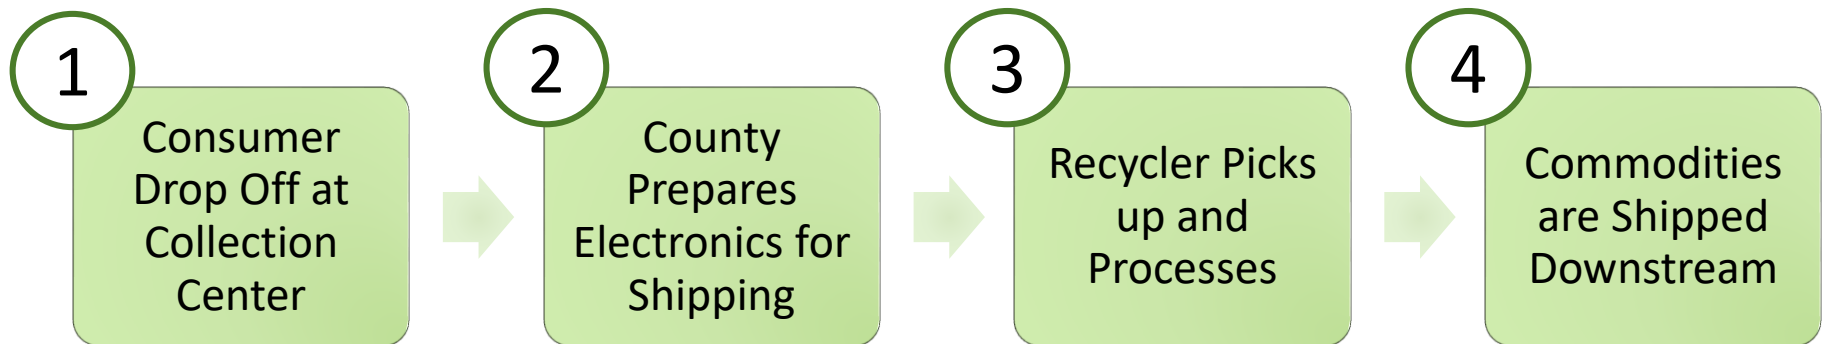 1
Consumer
Drop Off at
Collection
Center
2
County
Prepares
Electronics for
Shipping
3
Recycler Picks
up and
Processes
4
Commodities
are Shipped
Downstream